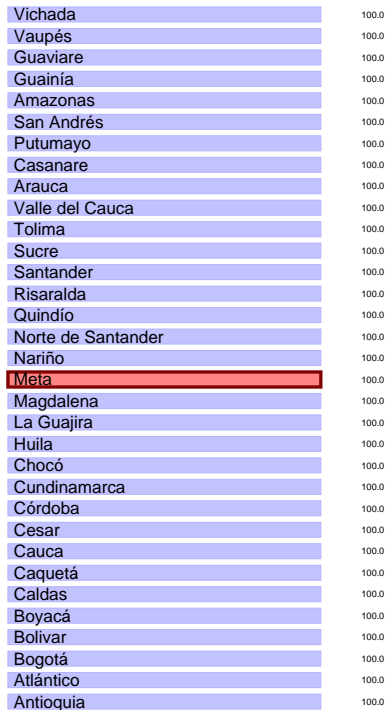 Vichada 100.0
Vaupés 100.0
Guaviare 100.0
Guainía 100.0
Amazonas 100.0
San Andrés 100.0
Putumayo 100.0
Casanare 100.0
Arauca 100.0
Valle del Cauca 100.0
Tolima 100.0
Sucre 100.0
Santander 100.0
Risaralda 100.0
Quindío 100.0
Norte de Santander 100.0
Nariño 100.0
Meta 100.0
Magdalena 100.0
La Guajira 100.0
Huila 100.0
Chocó 100.0
Cundinamarca 100.0
Córdoba 100.0
Cesar 100.0
Cauca 100.0
Caquetá 100.0
Caldas 100.0
Boyacá 100.0
Bolivar 100.0
Bogotá 100.0
Atlántico 100.0
Antioquia 100.0